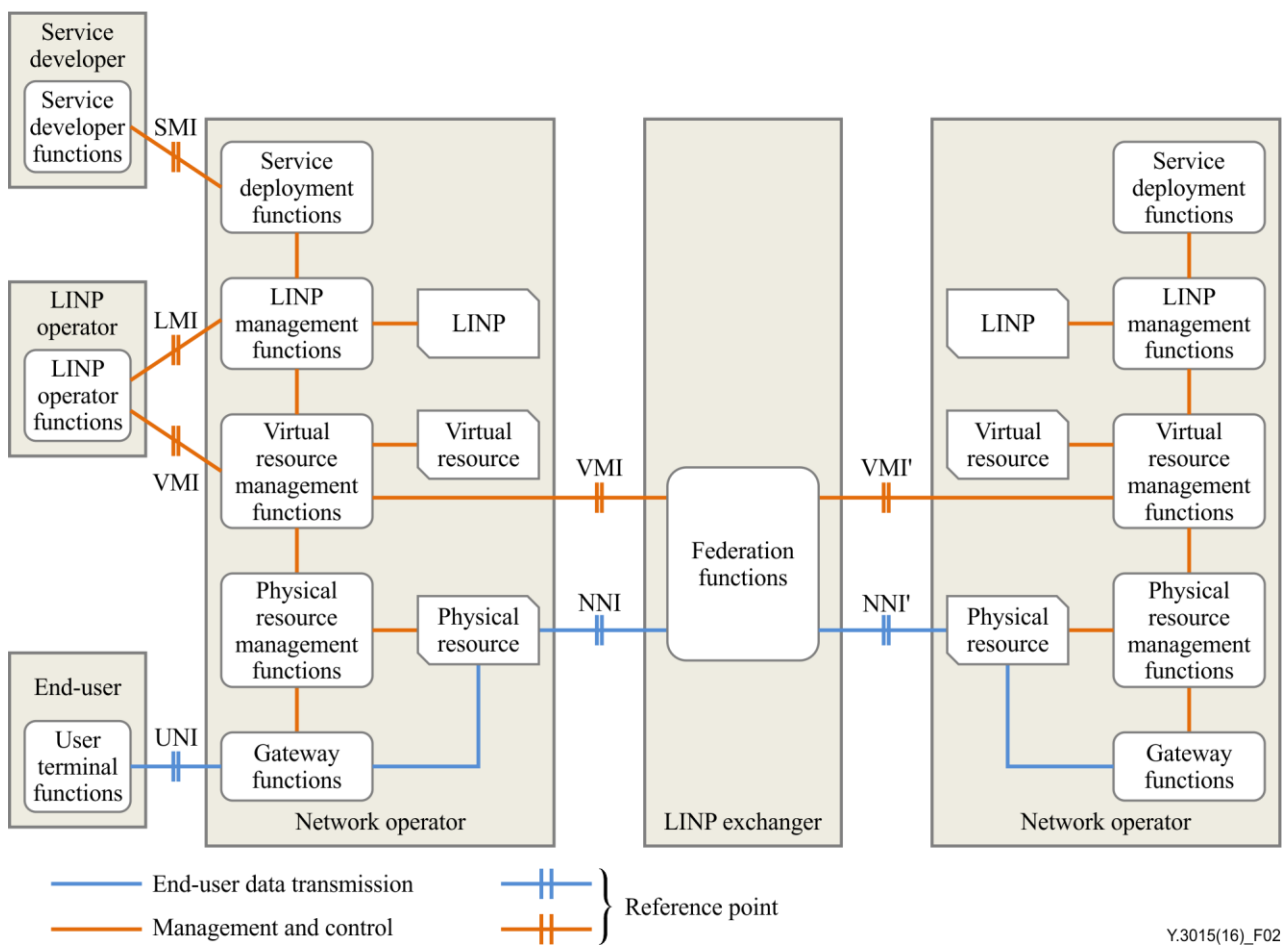 Service
developer
Service
developer
functions
SMI
LINP
operator
LINP
operator
functions
LMI
VMI
End-user
User
terminal
functions
UNI
Service
deployment
functions
LINP
management
functions
LINP
Virtual
resource
management
functions
Virtual
resource
Physical
resource
management
functions
Physical
resource
Gateway
functions
Network operator
VMI
NNI
Federation
functions
LINP exchanger
VMI'
NNI'
Service
deployment
functions
LINP
LINP
management
functions
Virtual
resource
Virtual
resource
management
functions
Physical
resource
Physical
resource
management
functions
Gateway
functions
Network operator
End-user data transmission
Management and control
Reference point
Y.3015(16)_F02